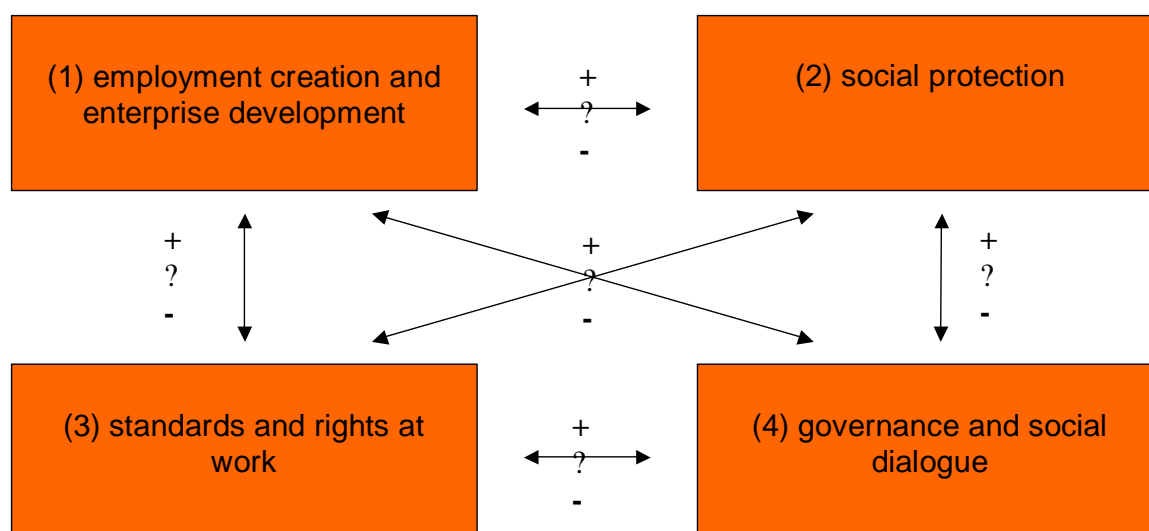 (1) employment creation and
enterprise development
+
?
-
(2) social protection
+
?
-
+
?
-
+
?
-
(3) standards and rights at
work
+
?
-
(4) governance and social
dialogue